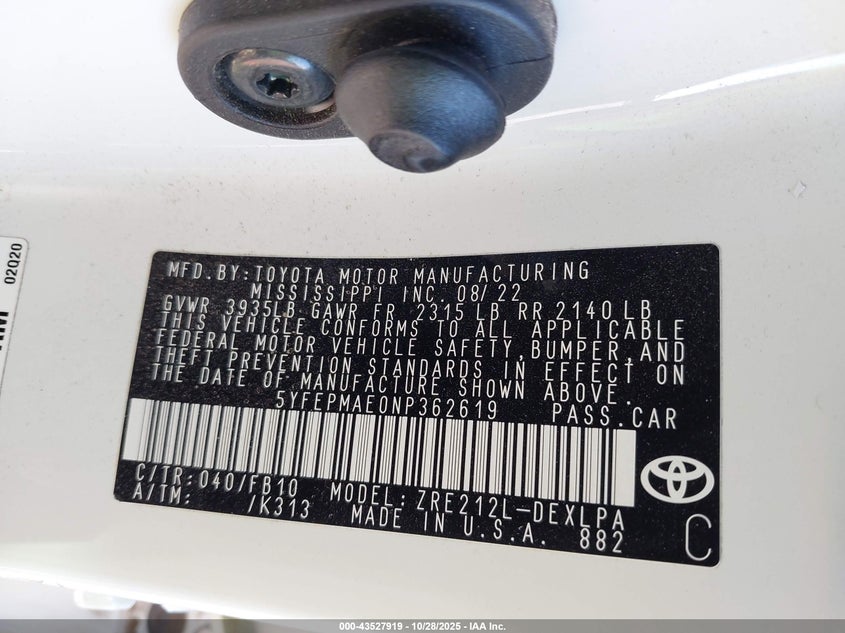 02Q20
MFD.BY:TOYOTA MOTOR MANUFACTURING
MISSISSIPPI INC. 08/22
GVWR 3935LB GAWR FR 2315 LB RR 2140 LB
THIS VEHICLE CONFORMS TO ALL APPLICABLE
FEDERAL MOTOR VEHICLE SAFETY,BUMPER,AND
THEFT PREVENTION STANDARDS IN EFFECT ON
THE DATE OF MANUFACTURE SHOWN ABOVE.
5YFEPMAE0NP362619 PASS.CAR
C/TR:040/FB10 MODEL:ZRE212L-DEXLPA
A/TM: /K313 MADE IN U.S.A. 882 C
000-43527919 - 10/28/2025 - IAA Inc.